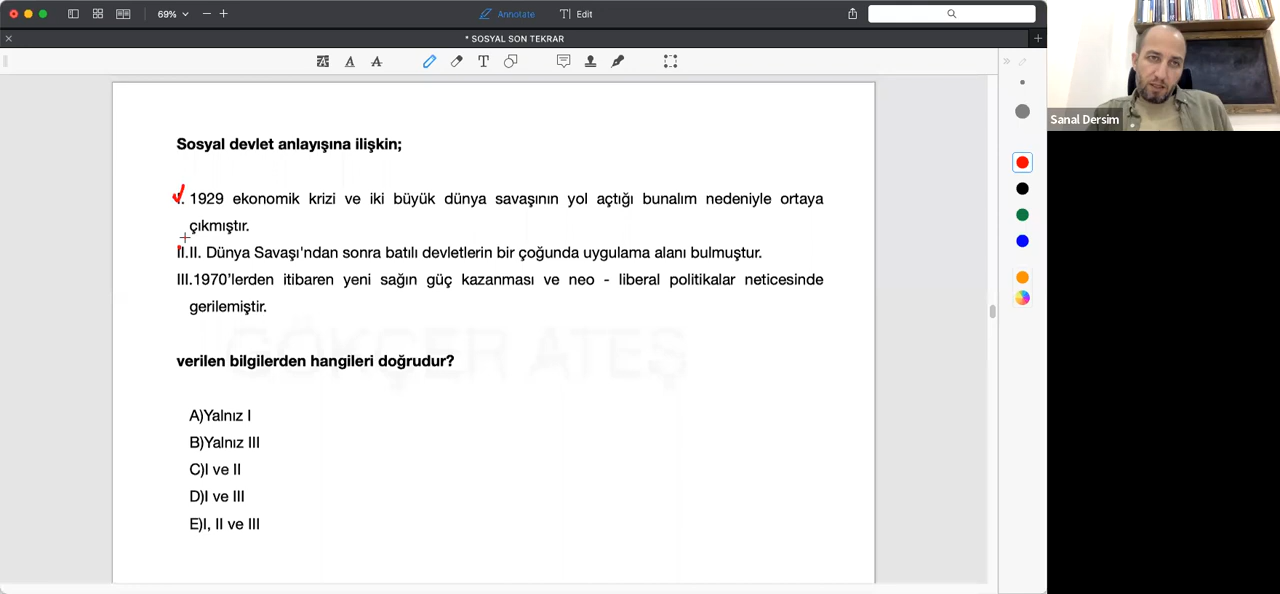 69%
Annotate
Edit
* SOSYAL SON TEKRAR
Sosyal devlet anlayışına ilişkin;
I. 1929 ekonomik krizi ve iki büyük dünya savaşının yol açtığı bunalım nedeniyle ortaya
çıkmıştır.
II.II. Dünya Savaşı'ndan sonra batılı devletlerin bir çoğunda uygulama alanı bulmuştur.
III.1970'lerden itibaren yeni sağın güç kazanması ve neo - liberal politikalar neticesinde
gerilemiştir.
GÖKÇER ATEŞ
verilen bilgilerden hangileri doğrudur?
A)Yalnız I
B)Yalnız III
C)I ve II
D)I ve III
E)I, II ve III
Sanal Dersim